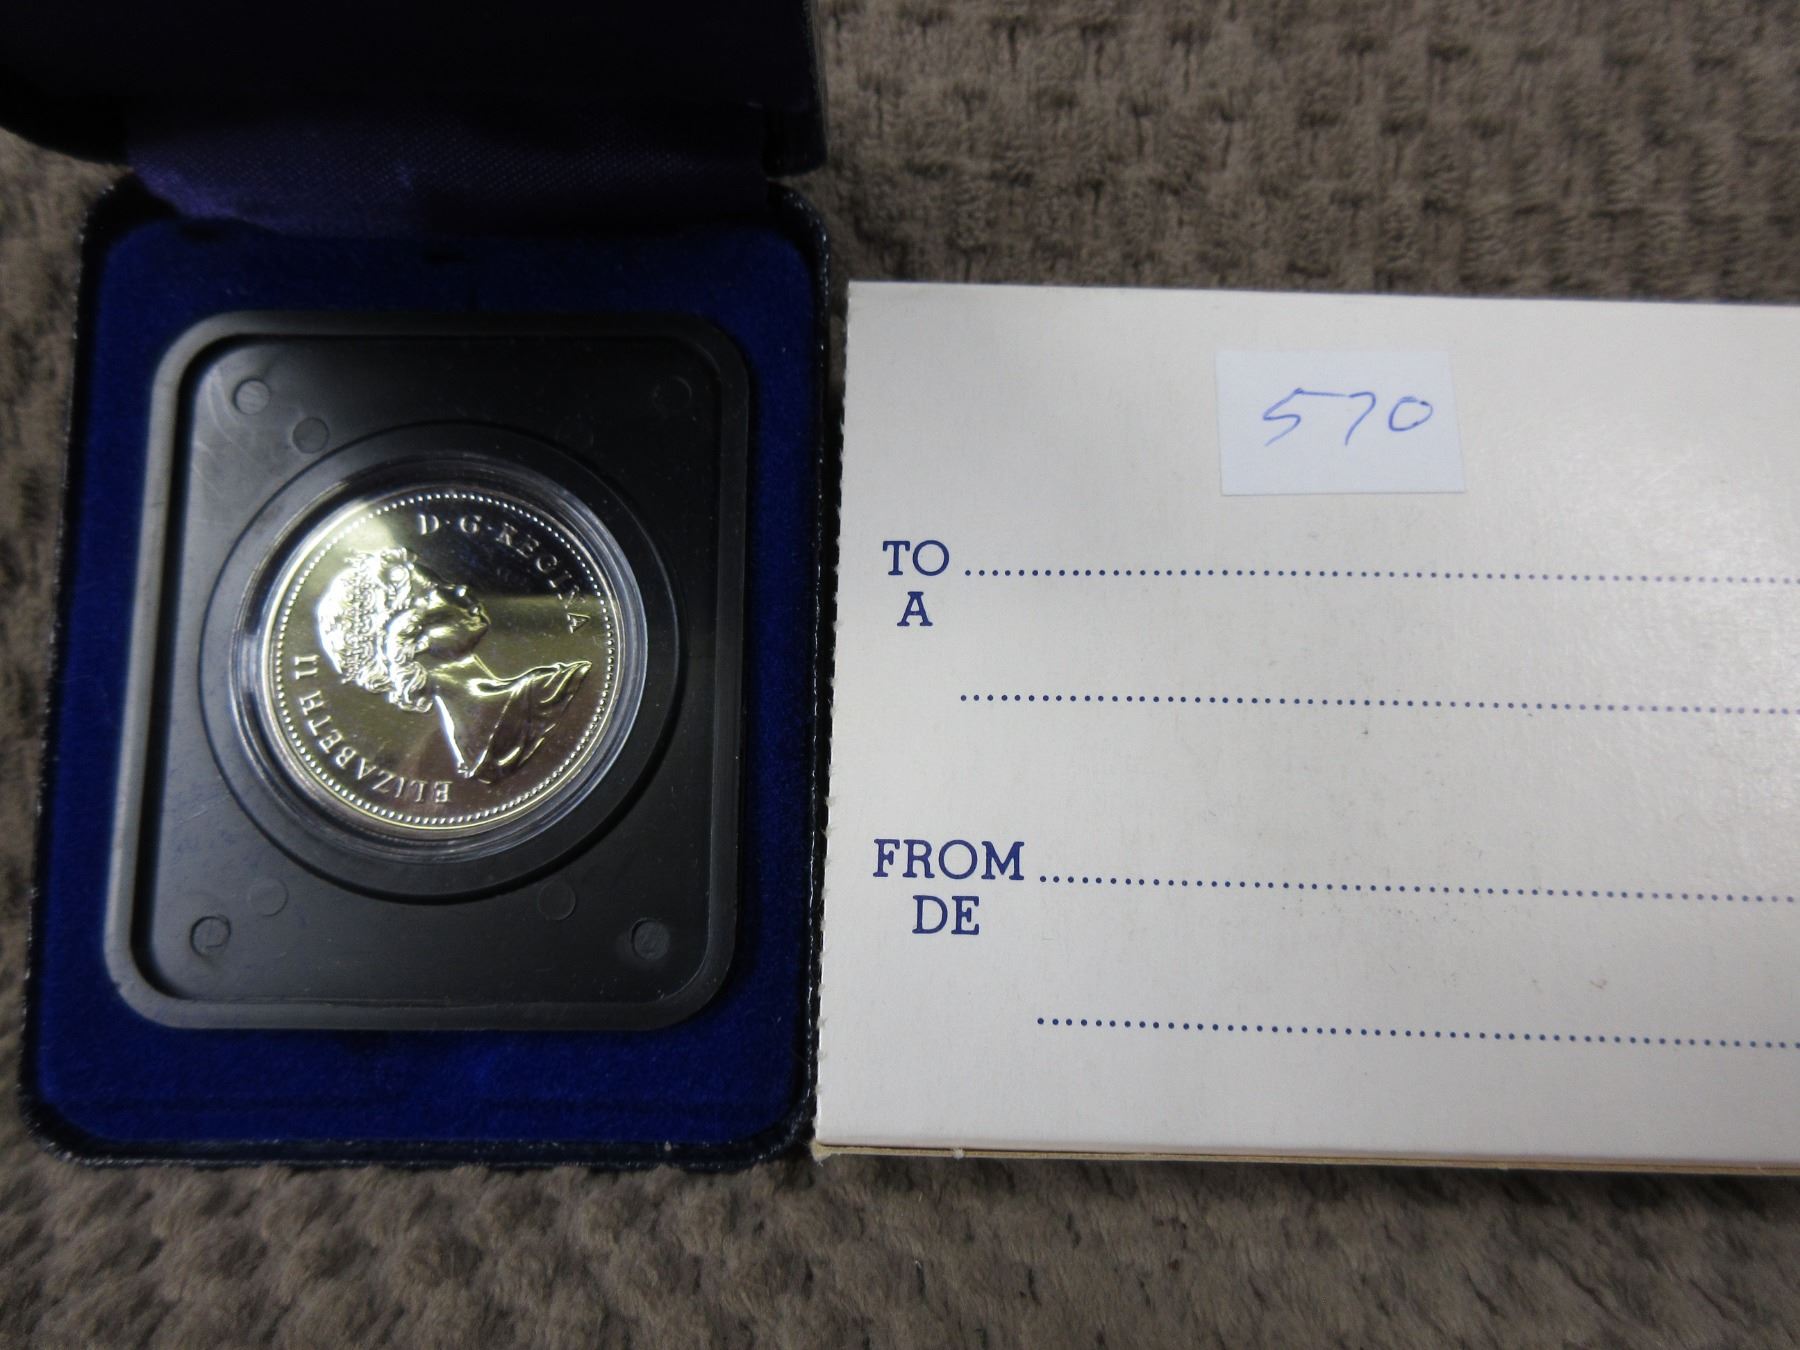 ELIZABETH II D·G·REGINA
570
TO ..........................................
A
..........................................
FROM ..........................................
DE
..........................................